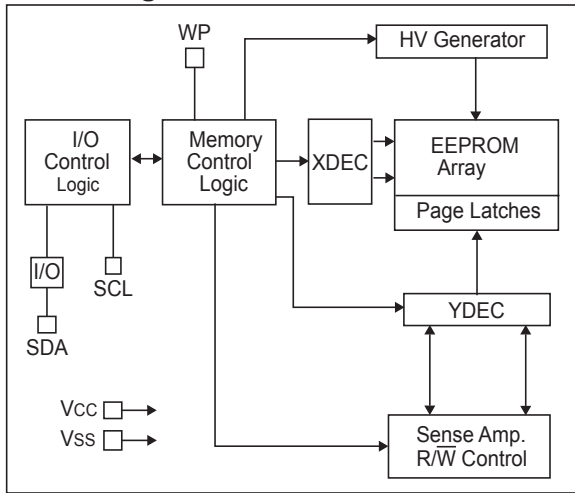 WP
HV Generator
I/O
Control
Logic
Memory
Control
Logic
XDEC
EEPROM
Array
Page Latches
I/O
SCL
SDA
YDEC
VCC
VSS
Sense Amp.
R/W̅ Control